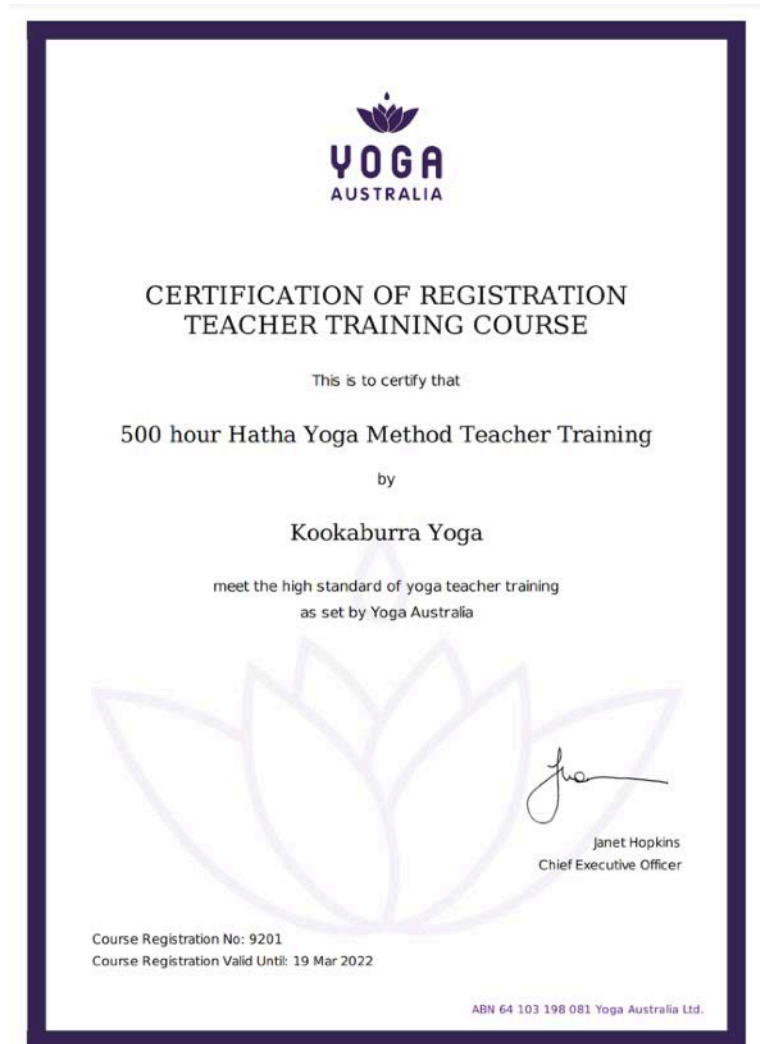 YOGA
AUSTRALIA
CERTIFICATION OF REGISTRATION
TEACHER TRAINING COURSE
This is to certify that
500 hour Hatha Yoga Method Teacher Training
by
Kookaburra Yoga
meet the high standard of yoga teacher training
as set by Yoga Australia
Janet Hopkins
Chief Executive Officer
Course Registration No: 9201
Course Registration Valid Until: 19 Mar 2022
ABN 64 103 198 081 Yoga Australia Ltd.